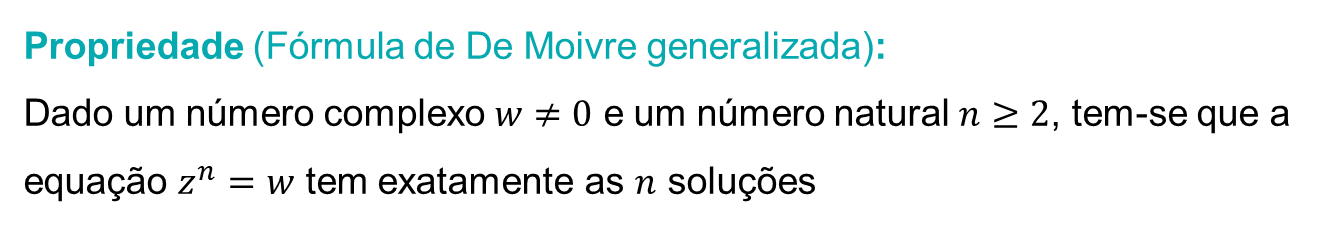 Propriedade (Fórmula de De Moivre generalizada):
Dado um número complexo w ≠ 0 e um número natural n ≥ 2, tem-se que a
equação zⁿ = w tem exatamente as n soluções